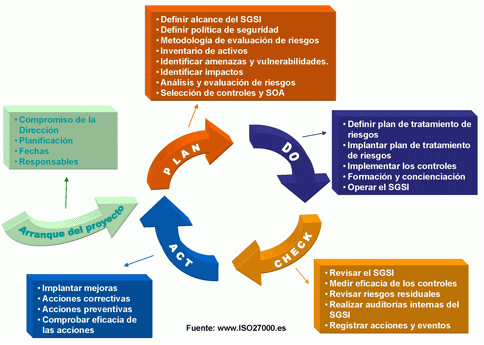 • Definir alcance del SGSI
• Definir política de seguridad
• Metodología de evaluación de riesgos
• Inventario de activos
• Identificar amenazas y vulnerabilidades.
• Identificar impactos
• Análisis y evaluación de riesgos
• Selección de controles y SOA
• Compromiso de la
Dirección
• Planificación
• Fechas
• Responsables
PLAN
DO
• Definir plan de tratamiento de
riesgos
• Implantar plan de tratamiento
de riesgos
• Implementar los controles
• Formación y concienciación
• Operar el SGSI
Arranque del proyecto
ACT
CHECK
• Implantar mejoras
• Acciones correctivas
• Acciones preventivas
• Comprobar eficacia de
las acciones
• Revisar el SGSI
• Medir eficacia de los controles
• Revisar riesgos residuales
• Realizar auditorías internas del
SGSI
• Registrar acciones y eventos
Fuente: www.ISO27000.es